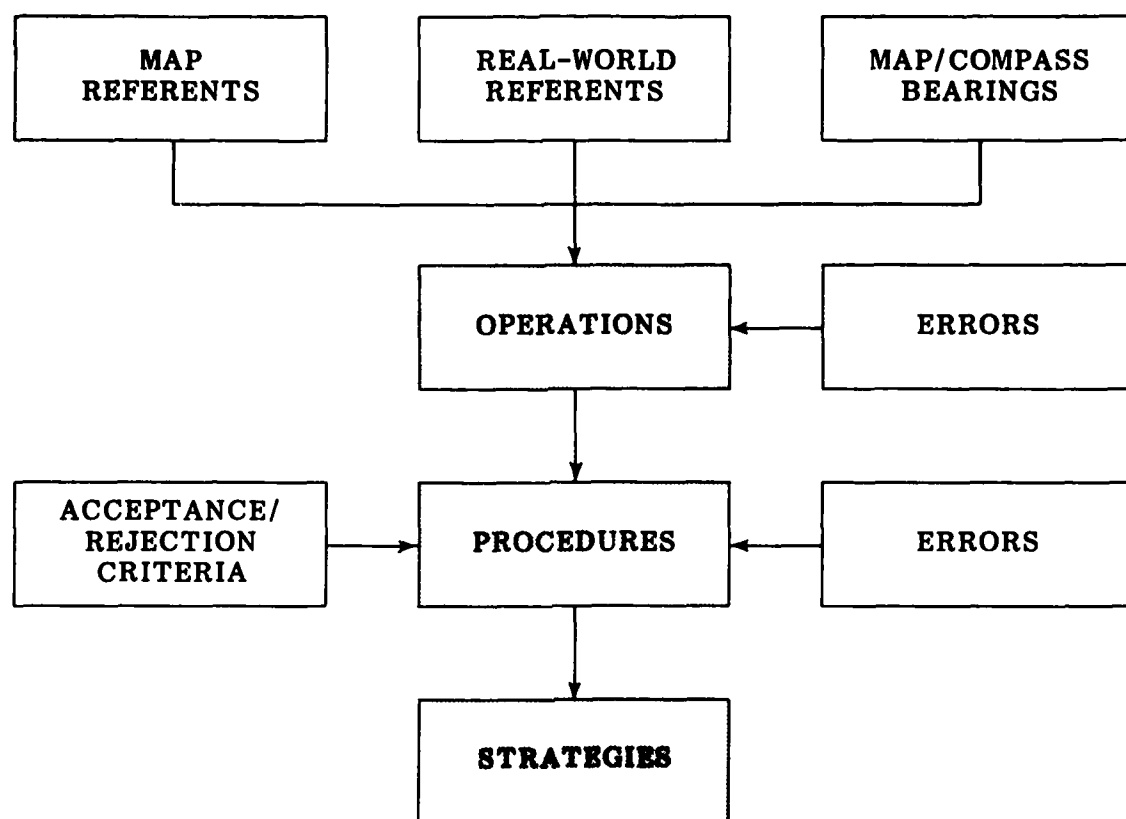 MAP
REFERENTS
REAL-WORLD
REFERENTS
MAP/COMPASS
BEARINGS
OPERATIONS
ERRORS
ACCEPTANCE/
REJECTION
CRITERIA
PROCEDURES
ERRORS
STRATEGIES